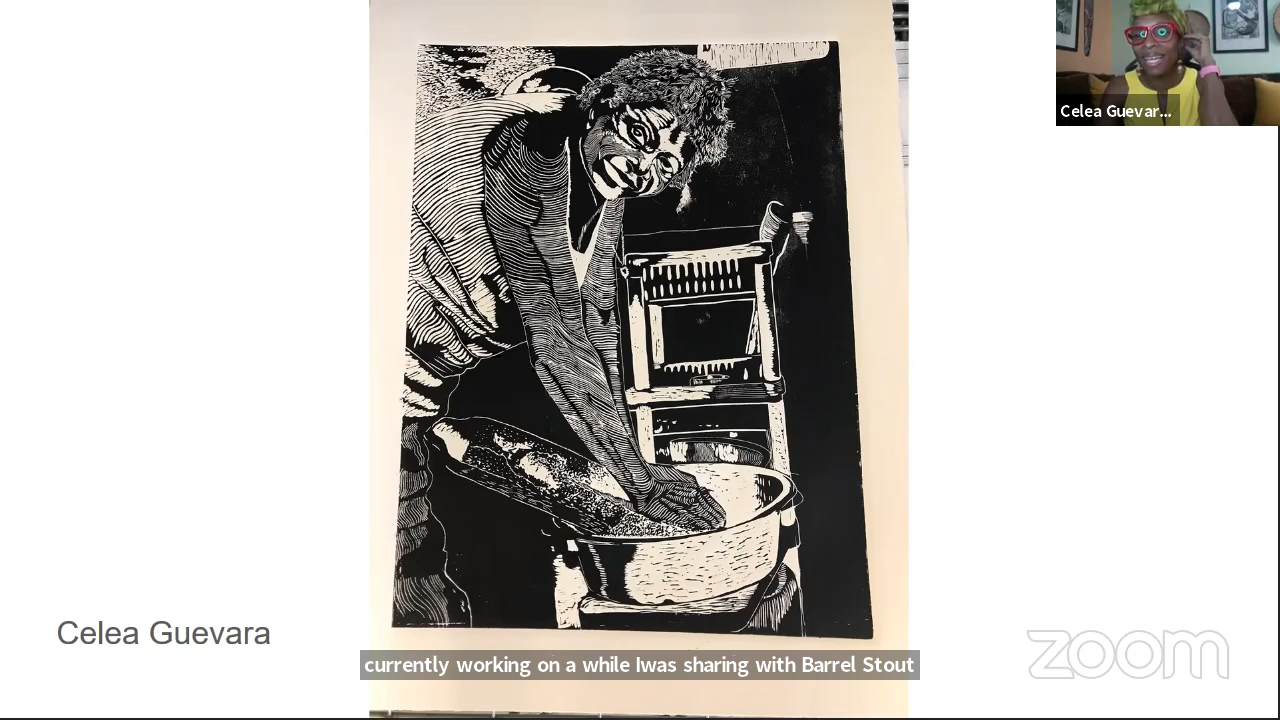 Celea Guevar...
Celea Guevara
zoom
currently working on a while Iwas sharing with Barrel Stout